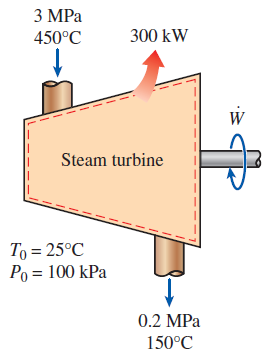 3 MPa
450°C
300 kW
Ẇ
Steam turbine
T₀ = 25°C
P₀ = 100 kPa
0.2 MPa
150°C